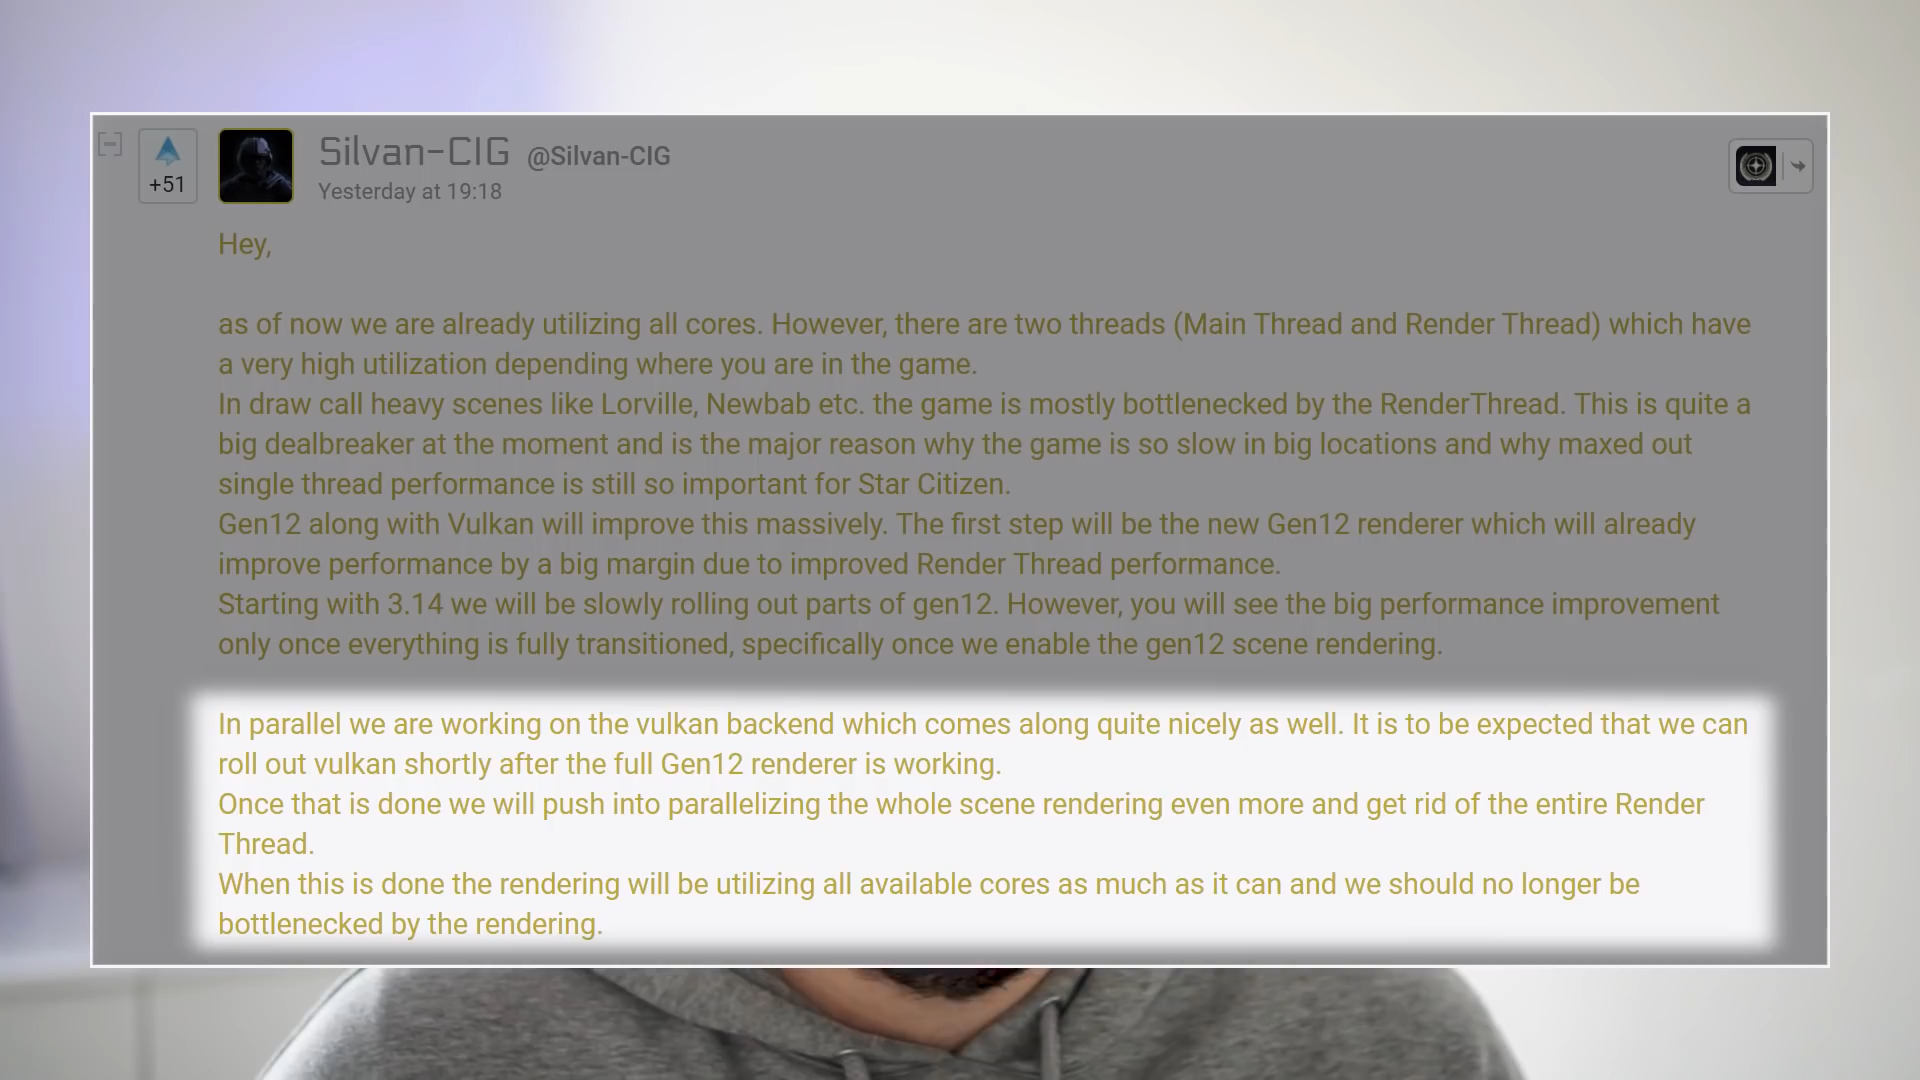 +51
Silvan-CIG @Silvan-CIG
Yesterday at 19:18
Hey,
as of now we are already utilizing all cores. However, there are two threads (Main Thread and Render Thread) which have
a very high utilization depending where you are in the game.
In draw call heavy scenes like Lorville, Newbab etc. the game is mostly bottlenecked by the RenderThread. This is quite a
big dealbreaker at the moment and is the major reason why the game is so slow in big locations and why maxed out
single thread performance is still so important for Star Citizen.
Gen12 along with Vulkan will improve this massively. The first step will be the new Gen12 renderer which will already
improve performance by a big margin due to improved Render Thread performance.
Starting with 3.14 we will be slowly rolling out parts of gen12. However, you will see the big performance improvement
only once everything is fully transitioned, specifically once we enable the gen12 scene rendering.
In parallel we are working on the vulkan backend which comes along quite nicely as well. It is to be expected that we can
roll out vulkan shortly after the full Gen12 renderer is working.
Once that is done we will push into parallelizing the whole scene rendering even more and get rid of the entire Render
Thread.
When this is done the rendering will be utilizing all available cores as much as it can and we should no longer be
bottlenecked by the rendering.